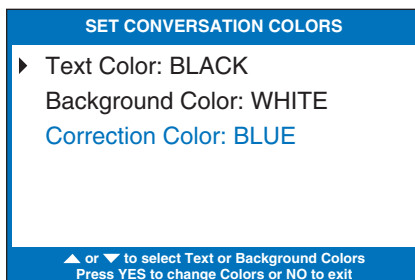 SET CONVERSATION COLORS
Text Color: BLACK
Background Color: WHITE
Correction Color: BLUE
▲ or ▼ to select Text or Background Colors
Press YES to change Colors or NO to exit